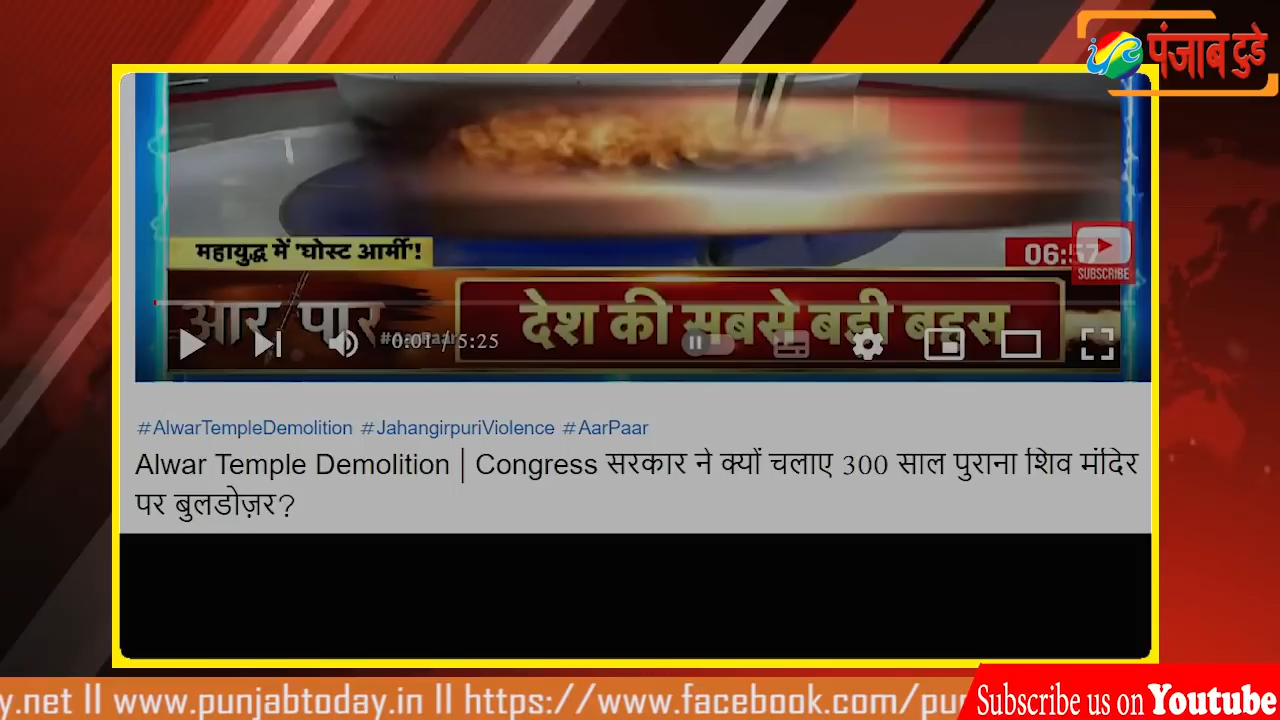 पंजाब टुडे
महायुद्ध में 'घोस्ट आर्मी'!
06:57
SUBSCRIBE
आर पार
देश की सबसे बड़ी बहस
0:01 / 5:25
#AlwarTempleDemolition #JahangirpuriViolence #AarPaar
Alwar Temple Demolition | Congress सरकार ने क्यों चलाए 300 साल पुराना शिव मंदिर
पर बुलडोज़र?
y.net ll www.punjabtoday.in ll https://www.facebook.com/pu
Subscribe us on Youtube